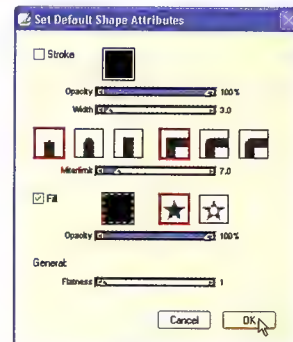 Set Default Shape Attributes
Stroke
Opacity 100%
Width 3.0
Miterlimit 7.0
Fill
Opacity 100%
General:
Flatness 1
Cancel OK